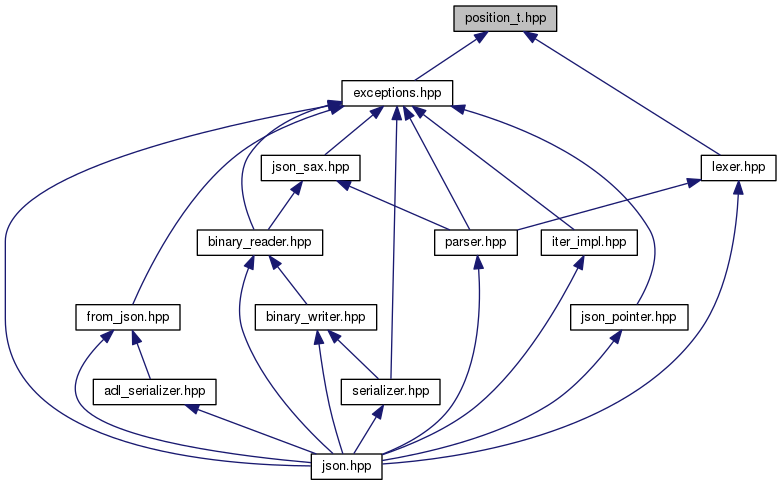 position_t.hpp
exceptions.hpp
json_sax.hpp
lexer.hpp
binary_reader.hpp
parser.hpp
iter_impl.hpp
from_json.hpp
binary_writer.hpp
json_pointer.hpp
adl_serializer.hpp
serializer.hpp
json.hpp